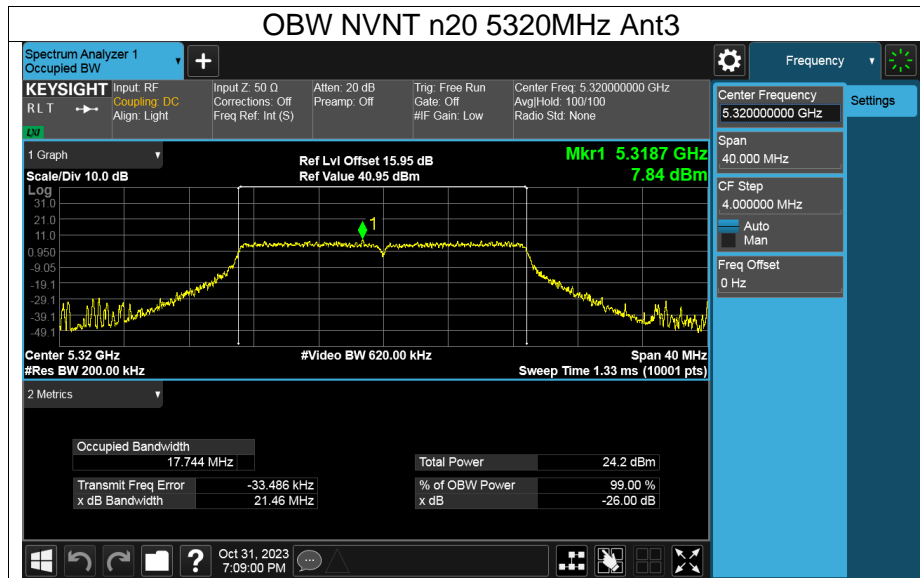 OBW NVNT n20 5320MHz Ant3
Spectrum Analyzer 1
Occupied BW
+
Frequency
KEYSIGHT
RLT
LXI
Input: RF
Coupling: DC
Align: Light
Input Z: 50 Ω
Corrections: Off
Freq Ref: Int (S)
Atten: 20 dB
Preamp: Off
Trig: Free Run
Gate: Off
#IF Gain: Low
Center Freq: 5.320000000 GHz
Avg|Hold: 100/100
Radio Std: None
Center Frequency
5.320000000 GHz
Settings
Span
40.000 MHz
CF Step
4.000000 MHz
Auto
Man
Freq Offset
0 Hz
1 Graph
Ref Lvl Offset 15.95 dB
Mkr1 5.3187 GHz
Scale/Div 10.0 dB
Ref Value 40.95 dBm
7.84 dBm
Log
31.0
21.0
11.0
0.950
-9.05
-19.1
-29.1
-39.1
-49.1
1
Center 5.32 GHz
#Video BW 620.00 kHz
Span 40 MHz
#Res BW 200.00 kHz
Sweep Time 1.33 ms (10001 pts)
2 Metrics
Occupied Bandwidth
17.744 MHz
Total Power 24.2 dBm
Transmit Freq Error -33.486 kHz
% of OBW Power 99.00 %
x dB Bandwidth 21.46 MHz
x dB -26.00 dB
?
Oct 31, 2023
7:09:00 PM